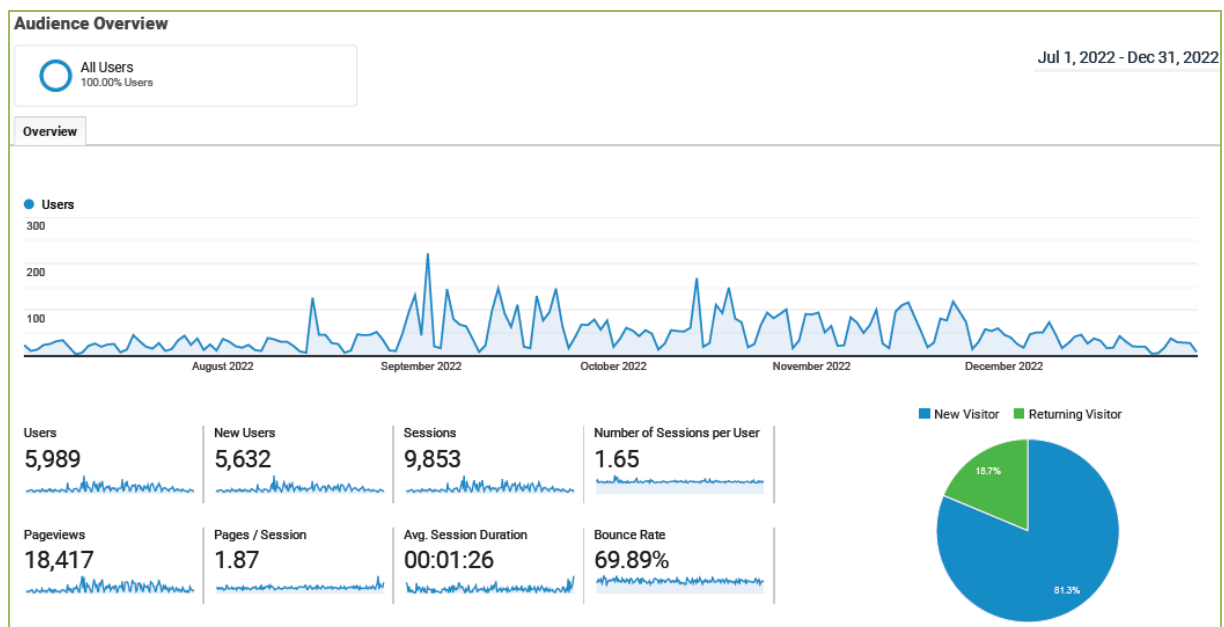 Audience Overview
All Users
100.00% Users
Jul 1, 2022 - Dec 31, 2022
Overview
Users
300
200
100
August 2022 September 2022 October 2022 November 2022 December 2022
New Visitor Returning Visitor
Users New Users Sessions Number of Sessions per User
5,989 5,632 9,853 1.65
Pageviews Pages / Session Avg. Session Duration Bounce Rate
18,417 1.87 00:01:26 69.89%
18.7%
81.3%